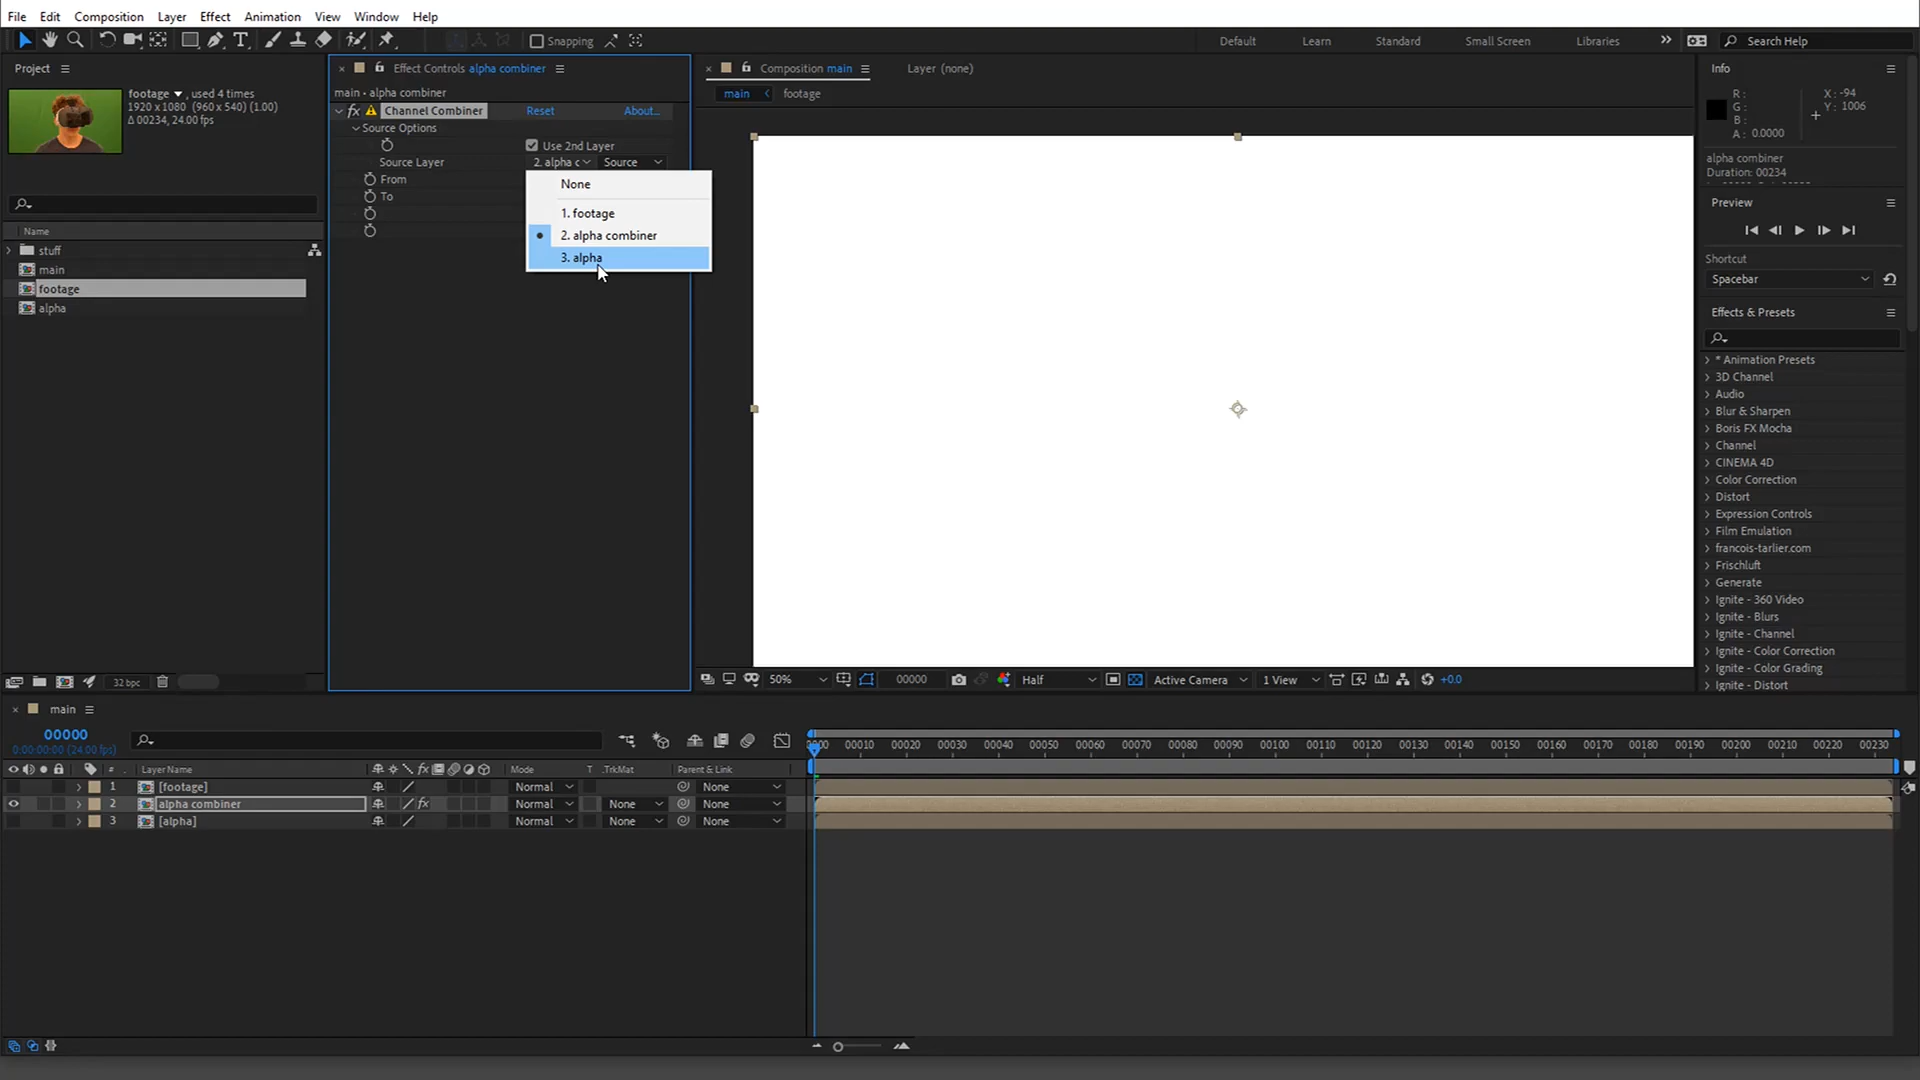 File Edit Composition Layer Effect Animation View Window Help
Snapping
Default Learn Standard Small Screen Libraries Search Help
Project
footage , used 4 times
1920 x 1080 (960 x 540) (1.00)
Δ 00234, 24.00 fps
Name
stuff
main
footage
alpha
32 bpc
Effect Controls alpha combiner
main • alpha combiner
fx Channel Combiner Reset About...
Source Options
Use 2nd Layer
Source Layer 2. alpha c Source
From
To
None
1. footage
2. alpha combiner
3. alpha
Composition main Layer (none)
main footage
50% 00000 Half Active Camera 1 View +0.0
Info
R: X: -94
G: Y: 1006
B:
A: 0.0000
alpha combiner
Duration: 00234
Preview
Shortcut
Spacebar
Effects & Presets
* Animation Presets
3D Channel
Audio
Blur & Sharpen
Boris FX Mocha
Channel
CINEMA 4D
Color Correction
Distort
Expression Controls
Film Emulation
francois-tarlier.com
Frischluft
Generate
Ignite - 360 Video
Ignite - Blurs
Ignite - Channel
Ignite - Color Correction
Ignite - Color Grading
Ignite - Distort
main
00000
0:00:00:00 (24.00 fps)
00010 00020 00030 00040 00050 00060 00070 00080 00090 00100 00110 00120 00130 00140 00150 00160 00170 00180 00190 00200 00210 00220 00230
# Layer Name fx Mode T .TrkMat Parent & Link
1 [footage] Normal None
2 alpha combiner fx Normal None None
3 [alpha] Normal None None